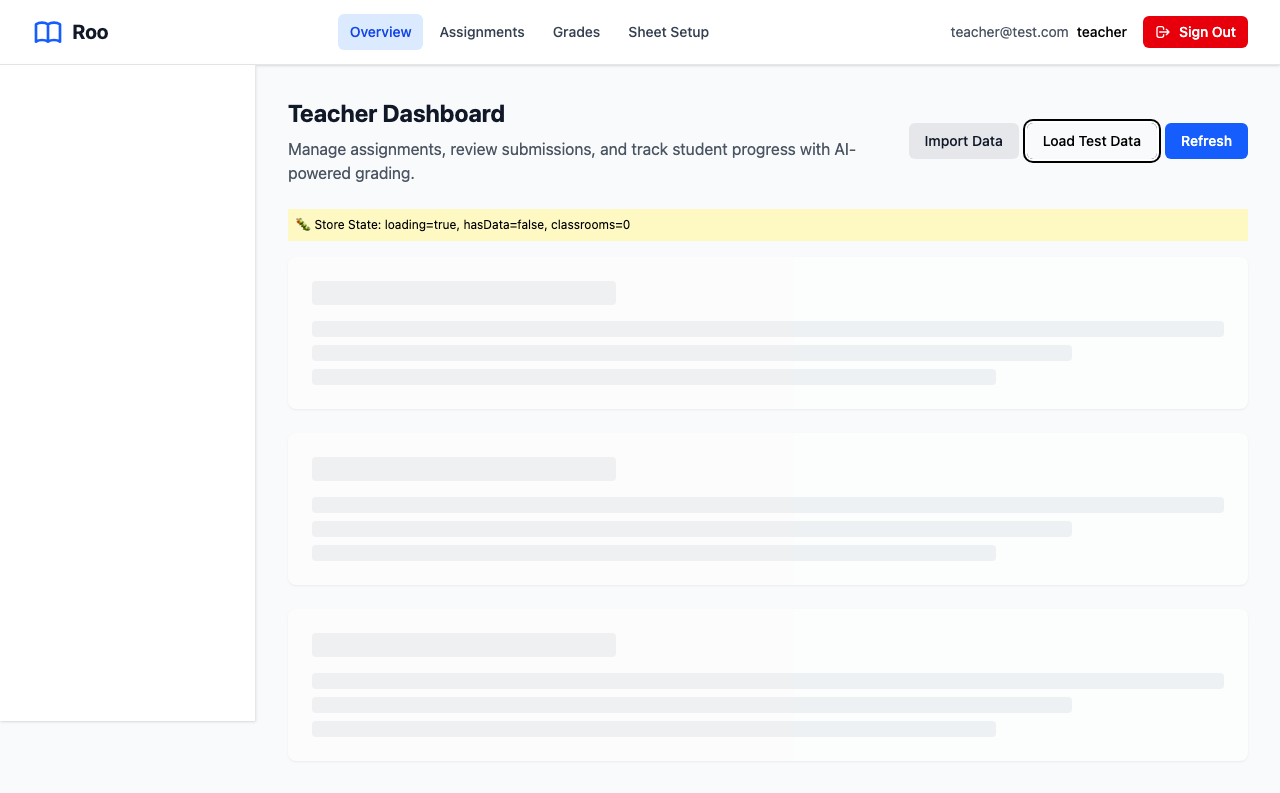 Roo
Overview
Assignments
Grades
Sheet Setup
teacher@test.com teacher
Sign Out
Teacher Dashboard
Manage assignments, review submissions, and track student progress with AI-
powered grading.
Import Data
Load Test Data
Refresh
🐛 Store State: loading=true, hasData=false, classrooms=0